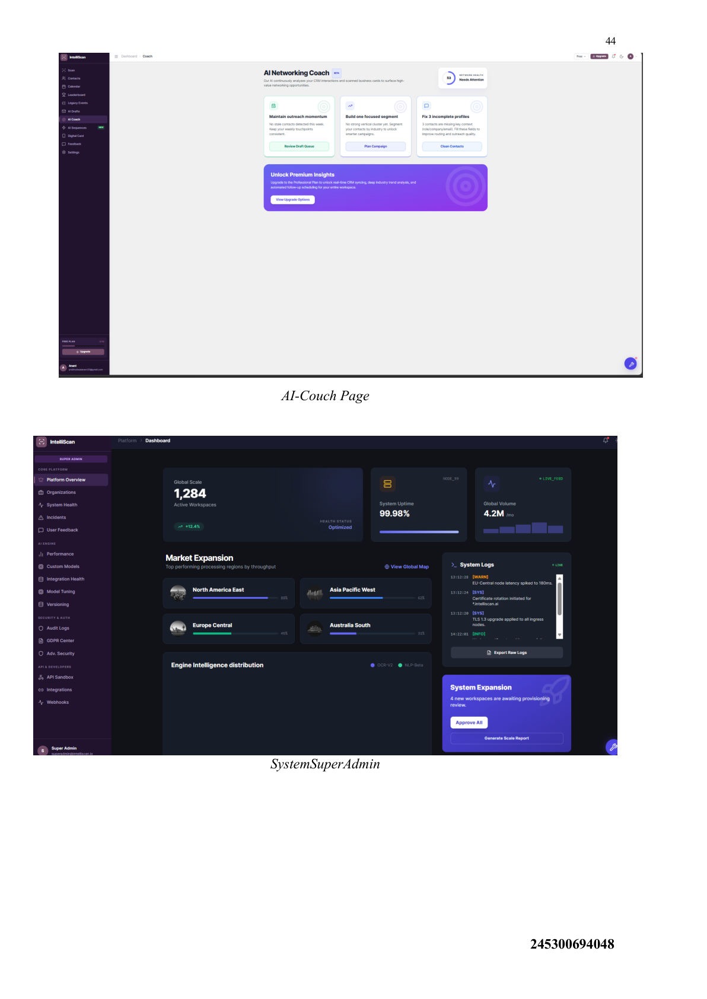 44
IntelliScan
Dashboard > Coach
Free
Upgrade
A
Scan
Contacts
Calendar
Leaderboard
Legacy Events
AI Drafts
AI Coach
AI Sequences NEW
Digital Card
Feedback
Settings
AI Networking Coach BETA
Our AI continuously analyzes your CRM interactions and scanned business cards to surface high-
value networking opportunities.
53
NETWORK HEALTH
Needs Attention
Maintain outreach momentum
No stale contacts detected this week.
Keep your weekly touchpoints
consistent.
Review Draft Queue
Build one focused segment
No strong vertical cluster yet. Segment
your contacts by industry to unlock
smarter campaigns.
Plan Campaign
Fix 3 incomplete profiles
3 contacts are missing key context
(role/company/email). Fill these fields to
improve routing and outreach quality.
Clean Contacts
Unlock Premium Insights
Upgrade to the Professional Plan to unlock real-time CRM syncing, deep industry trend analysis, and
automated follow-up scheduling for your entire workspace.
View Upgrade Options
FREE PLAN
Upgrade
A
Anant
AI-Couch Page
IntelliScan
Platform > Dashboard
SUPER ADMIN
CORE PLATFORM
Platform Overview
Organizations
System Health
Incidents
User Feedback
AI ENGINE
Performance
Custom Models
Integration Health
Model Tuning
Versioning
SECURITY & AUTH
Audit Logs
GDPR Center
Adv. Security
API & DEVELOPERS
API Sandbox
Integrations
Webhooks
S
Super Admin
superadmin@intelliscan.io
Global Scale
1,284
Active Workspaces
+12.4%
HEALTH STATUS
Optimized
NODE_99
System Uptime
99.98%
LIVE_FEED
Global Volume
4.2M /mo
Market Expansion
Top performing processing regions by throughput
View Global Map
North America East
88%
Asia Pacific West
62%
Europe Central
45%
Australia South
31%
Engine Intelligence distribution
OCR-V2
NLP-Beta
>_ System Logs
LIVE
13:12:28 [WARN]
EU-Central node latency spiked to 180ms.
13:12:24 [SYS]
Certificate rotation initiated for
*.intelliscan.ai
13:12:20 [SYS]
TLS 1.3 upgrade applied to all ingress
nodes.
14:22:01 [INFO]
Export Raw Logs
System Expansion
4 new workspaces are awaiting provisioning
review.
Approve All
Generate Scale Report
SystemSuperAdmin
245300694048